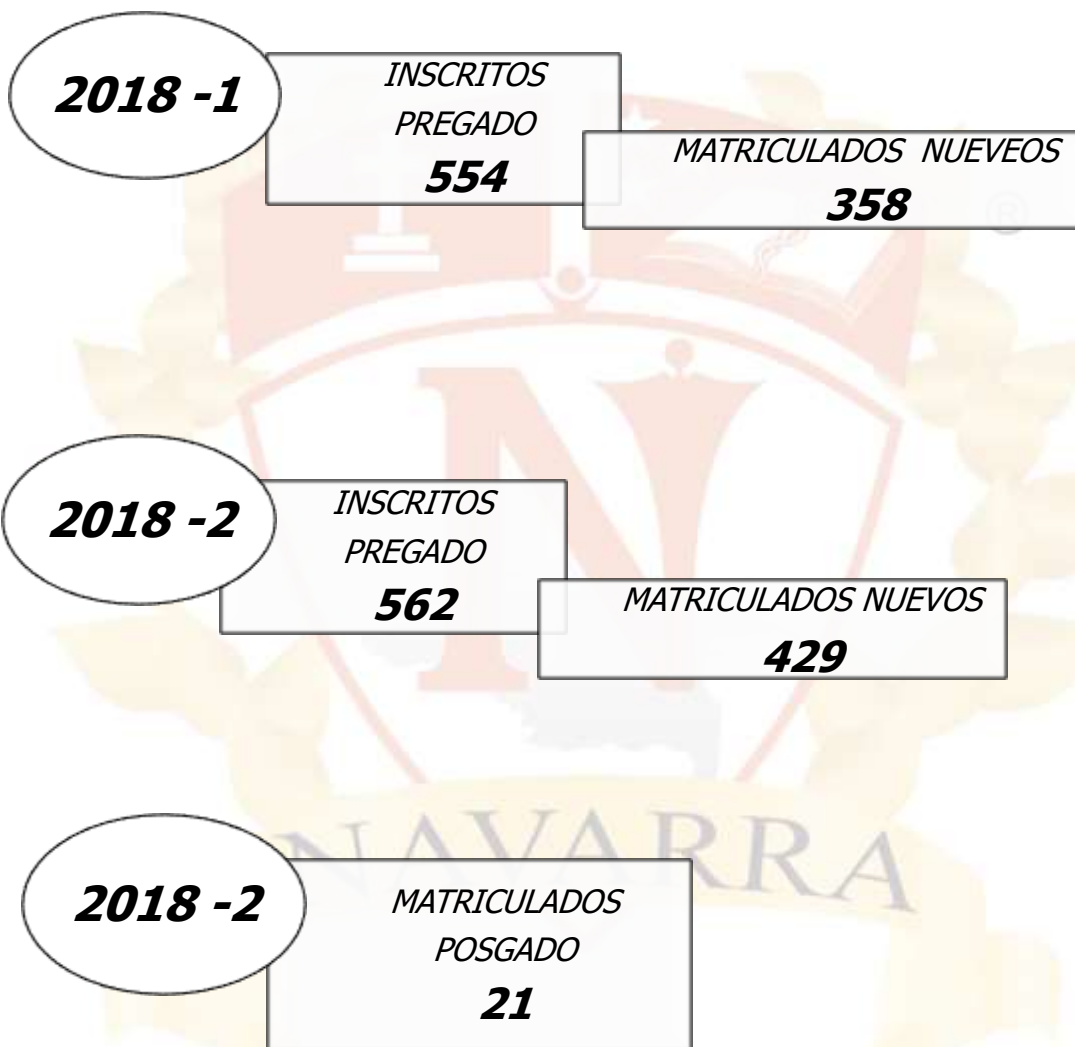 2018 -1
INSCRITOS
PREGADO
554
MATRICULADOS NUEVEOS
358
®
2018 -2
INSCRITOS
PREGADO
562
MATRICULADOS NUEVOS
429
N
NAVARRA
2018 -2
MATRICULADOS
POSGADO
21